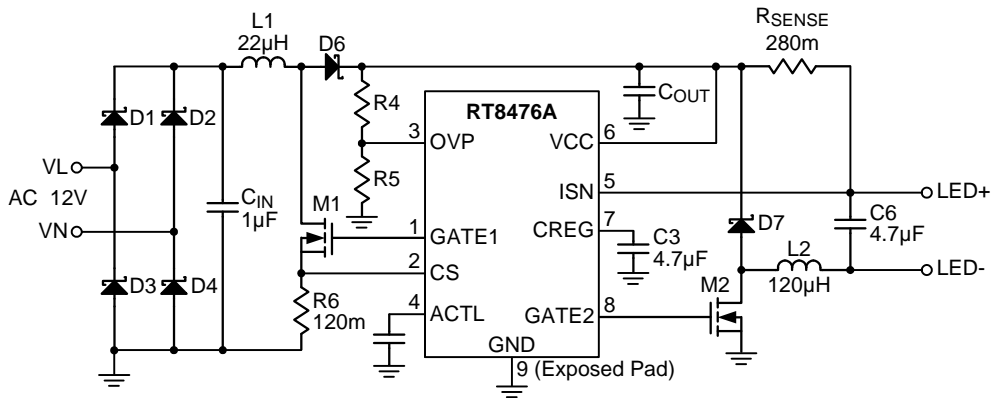 L1
22µH
D6
RSENSE
280m
R4
COUT
D1
D2
RT8476A
3
OVP
VCC
6
VL
AC 12V
VN
R5
CIN
1µF
M1
ISN
5
LED+
1
GATE1
CREG
7
D7
C6
4.7µF
C3
4.7µF
2
CS
L2
120µH
LED-
D3
D4
R6
120m
4
ACTL
GATE2
8
M2
GND
9 (Exposed Pad)